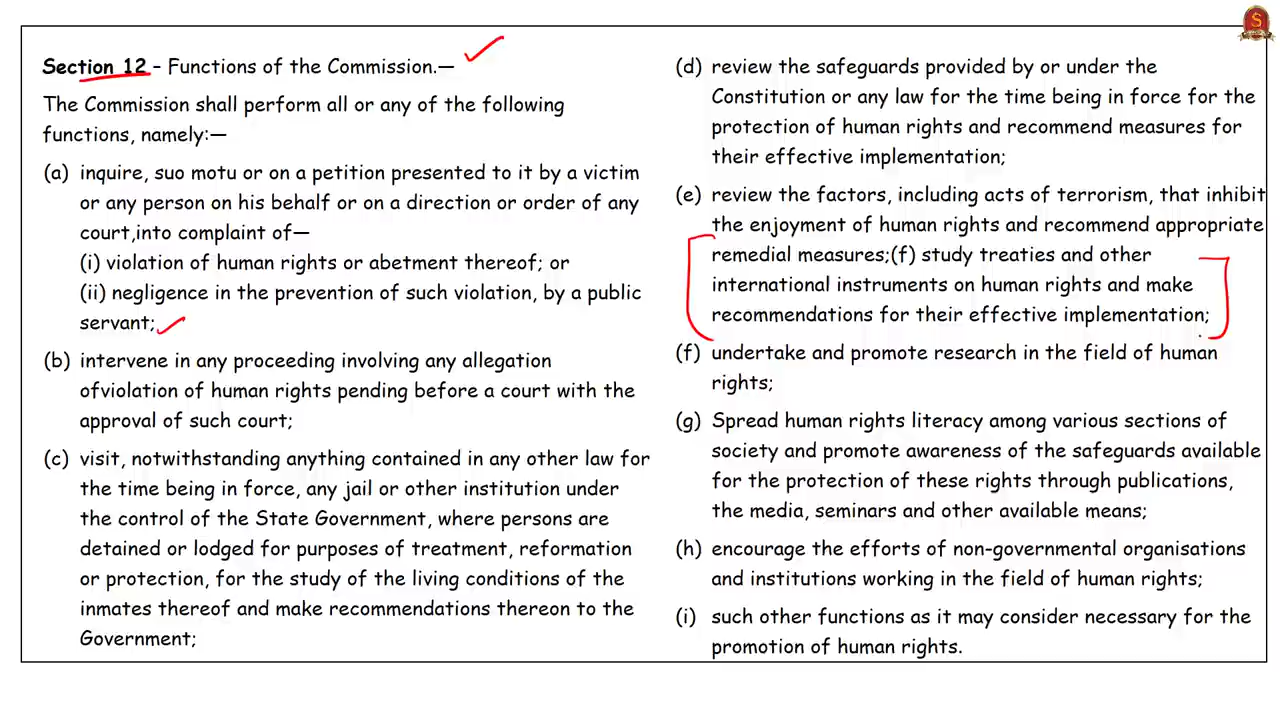 Section 12 – Functions of the Commission.—
The Commission shall perform all or any of the following
functions, namely:—
(a) inquire, suo motu or on a petition presented to it by a victim
or any person on his behalf or on a direction or order of any
court,into complaint of—
(i) violation of human rights or abetment thereof; or
(ii) negligence in the prevention of such violation, by a public
servant;
(b) intervene in any proceeding involving any allegation
ofviolation of human rights pending before a court with the
approval of such court;
(c) visit, notwithstanding anything contained in any other law for
the time being in force, any jail or other institution under
the control of the State Government, where persons are
detained or lodged for purposes of treatment, reformation
or protection, for the study of the living conditions of the
inmates thereof and make recommendations thereon to the
Government;
(d) review the safeguards provided by or under the
Constitution or any law for the time being in force for the
protection of human rights and recommend measures for
their effective implementation;
(e) review the factors, including acts of terrorism, that inhibit
the enjoyment of human rights and recommend appropriate
remedial measures;(f) study treaties and other
international instruments on human rights and make
recommendations for their effective implementation;
(f) undertake and promote research in the field of human
rights;
(g) Spread human rights literacy among various sections of
society and promote awareness of the safeguards available
for the protection of these rights through publications,
the media, seminars and other available means;
(h) encourage the efforts of non-governmental organisations
and institutions working in the field of human rights;
(i) such other functions as it may consider necessary for the
promotion of human rights.